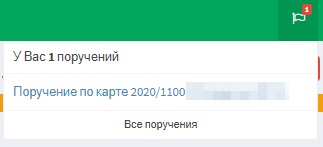 1
У Вас 1 поручений
Поручение по карте 2020/1100
Все поручения